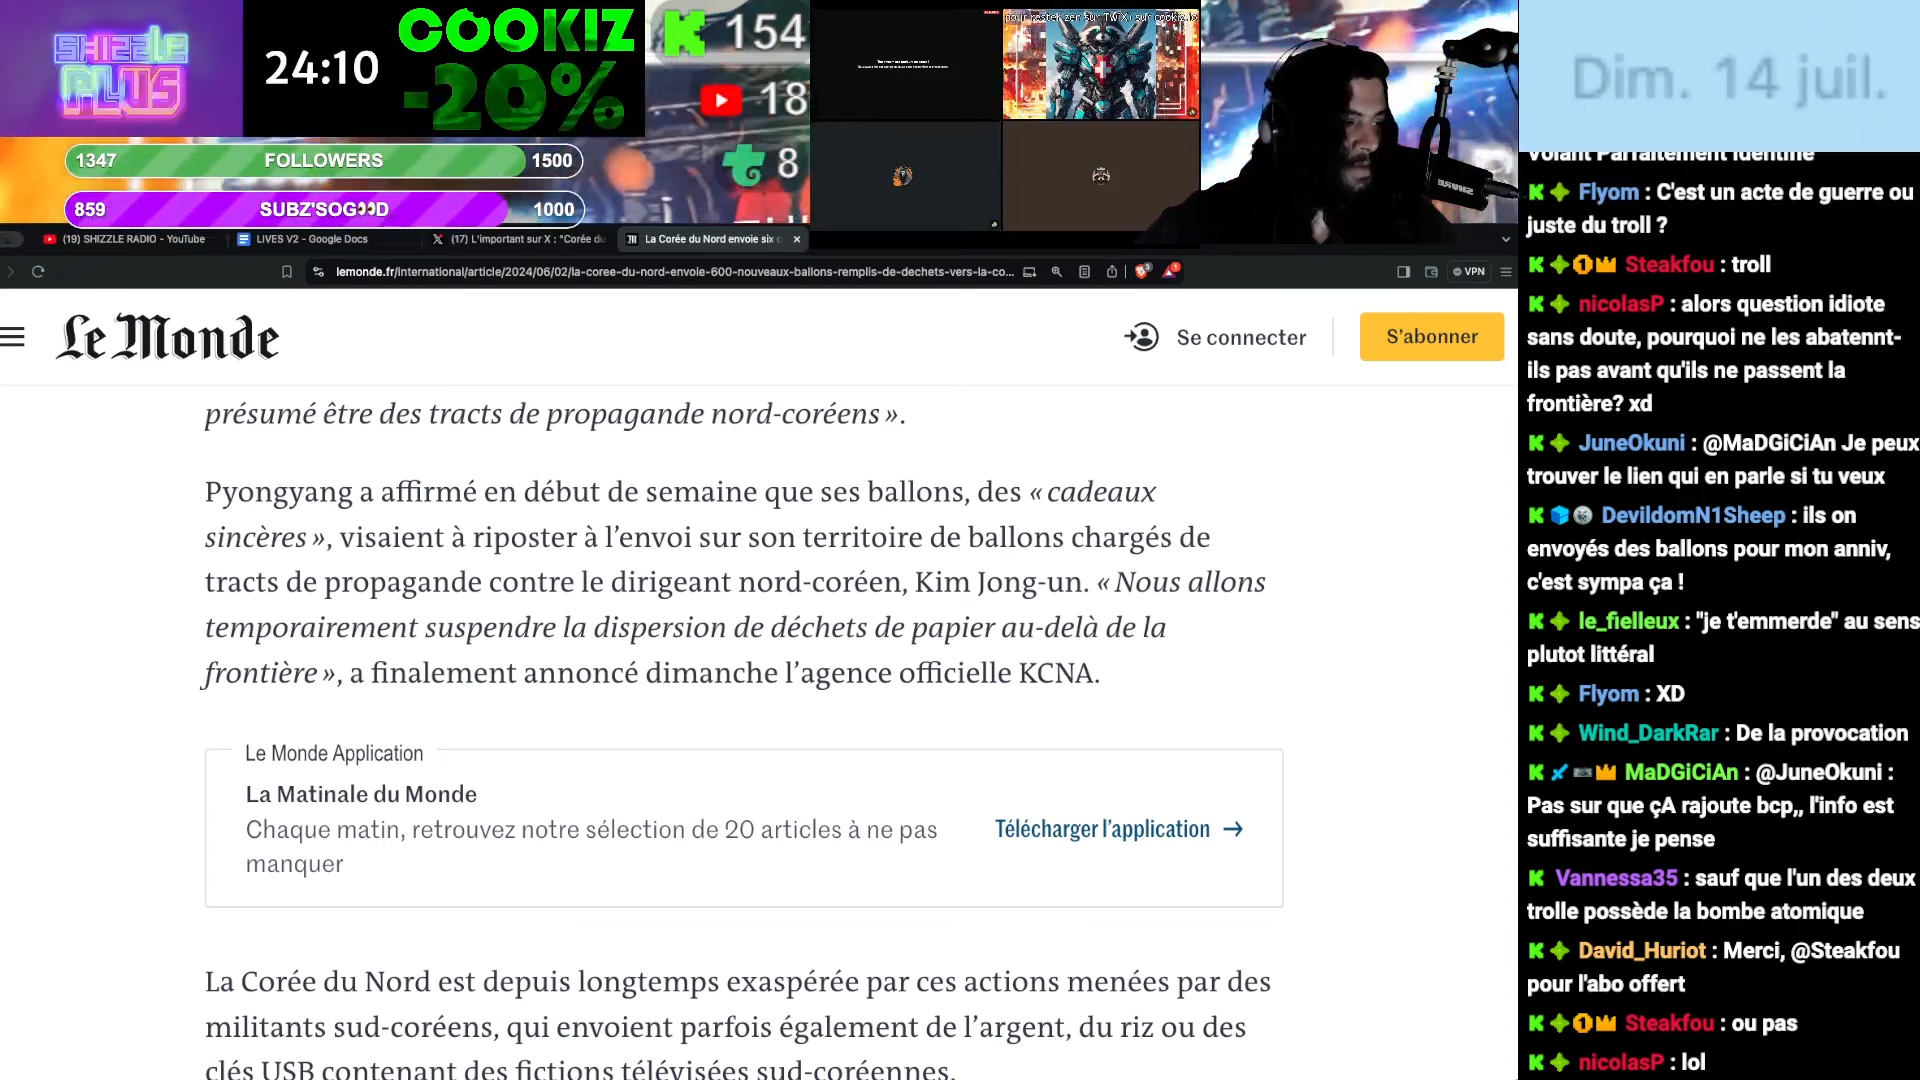 SHIZZLE
PLUS
24:10
COOKIZ
-20%
154
18
8
1347 FOLLOWERS 1500
859 SUBZ'SOG👀D 1000
pour rester zen sur TWiX: sur cookiz.io
Dim. 14 juil.
(19) SHIZZLE RADIO - YouTube
LIVES V2 - Google Docs
(17) L'important sur X : "Corée du
La Corée du Nord envoie six c
lemonde.fr/international/article/2024/06/02/la-coree-du-nord-envoie-600-nouveaux-ballons-remplis-de-dechets-vers-la-co...
VPN
Le Monde
Se connecter
S'abonner
présumé être des tracts de propagande nord-coréens ».
Pyongyang a affirmé en début de semaine que ses ballons, des « cadeaux
sincères », visaient à riposter à l'envoi sur son territoire de ballons chargés de
tracts de propagande contre le dirigeant nord-coréen, Kim Jong-un. « Nous allons
temporairement suspendre la dispersion de déchets de papier au-delà de la
frontière », a finalement annoncé dimanche l'agence officielle KCNA.
Le Monde Application
La Matinale du Monde
Chaque matin, retrouvez notre sélection de 20 articles à ne pas
manquer
Télécharger l'application →
La Corée du Nord est depuis longtemps exaspérée par ces actions menées par des
militants sud-coréens, qui envoient parfois également de l'argent, du riz ou des
clés USB contenant des fictions télévisées sud-coréennes.
Volant Parfaitement Identifié
Flyom : C'est un acte de guerre ou
juste du troll ?
Steakfou : troll
nicolasP : alors question idiote
sans doute, pourquoi ne les abatennt-
ils pas avant qu'ils ne passent la
frontière? xd
JuneOkuni : @MaDGiCiAn Je peux
trouver le lien qui en parle si tu veux
DevildomN1Sheep : ils on
envoyés des ballons pour mon anniv,
c'est sympa ça !
le_fielleux : "je t'emmerde" au sens
plutot littéral
Flyom : XD
Wind_DarkRar : De la provocation
MaDGiCiAn : @JuneOkuni :
Pas sur que çA rajoute bcp,, l'info est
suffisante je pense
Vannessa35 : sauf que l'un des deux
trolle possède la bombe atomique
David_Huriot : Merci, @Steakfou
pour l'abo offert
Steakfou : ou pas
nicolasP : lol